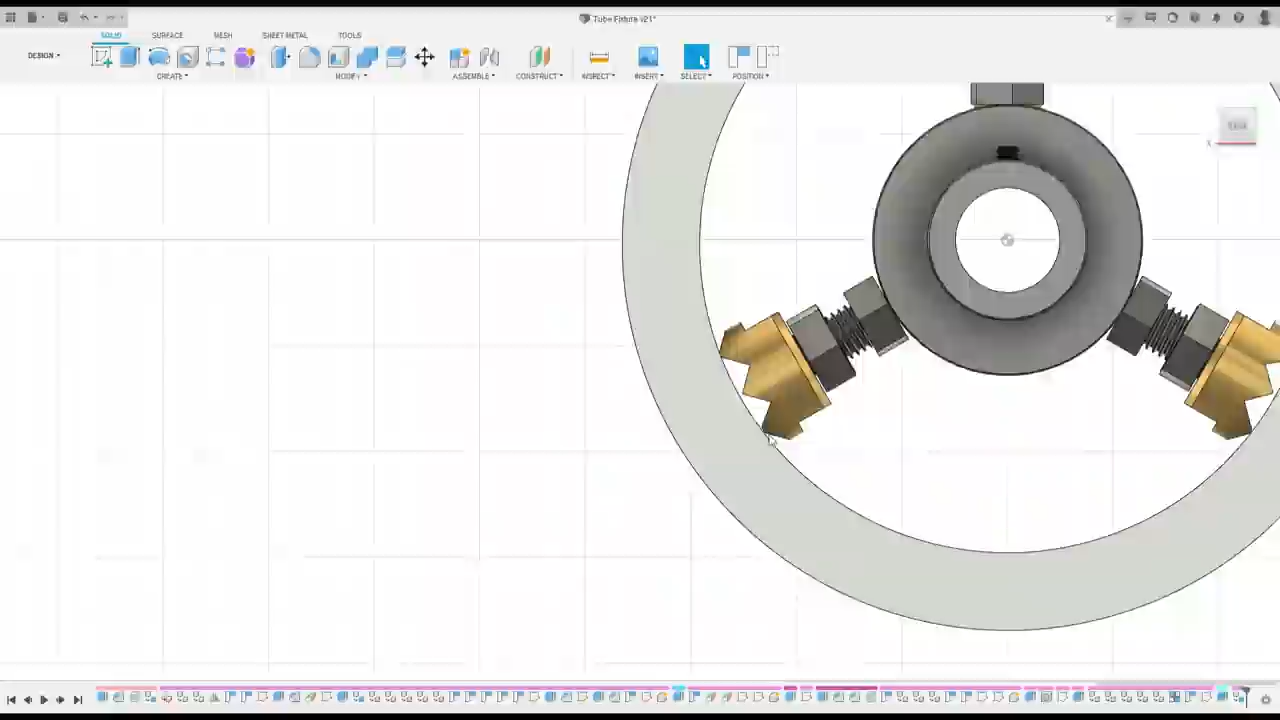 Tube Fixture v21*
SOLID SURFACE MESH SHEET METAL TOOLS
DESIGN
CREATE MODIFY ASSEMBLE CONSTRUCT INSPECT INSERT SELECT POSITION
X